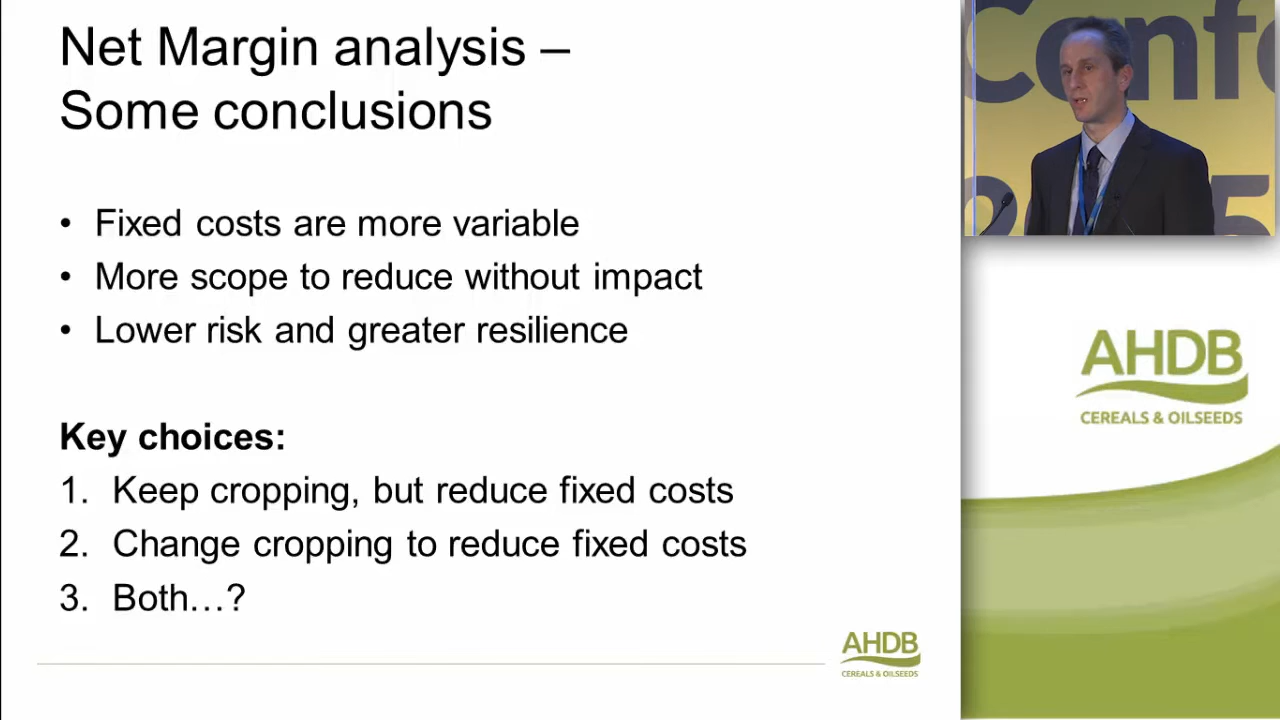 Net Margin analysis –
Some conclusions
• Fixed costs are more variable
• More scope to reduce without impact
• Lower risk and greater resilience
Key choices:
1. Keep cropping, but reduce fixed costs
2. Change cropping to reduce fixed costs
3. Both…?
AHDB
CEREALS & OILSEEDS
Confe
AHDB
CEREALS & OILSEEDS